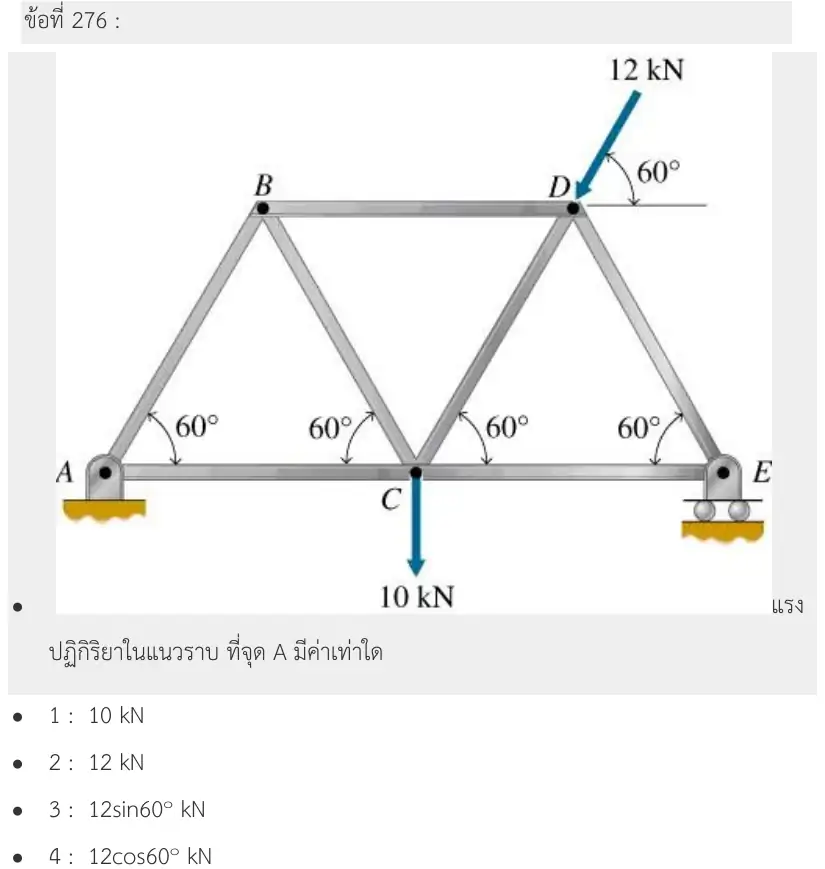 ข้อที่ 276 :
12 kN
60°
B
D
60°
60°
60°
60°
A
E
C
10 kN
แรง
ปฏิกิริยาในแนวราบ ที่จุด A มีค่าเท่าใด
1 : 10 kN
2 : 12 kN
3 : 12sin60° kN
4 : 12cos60° kN